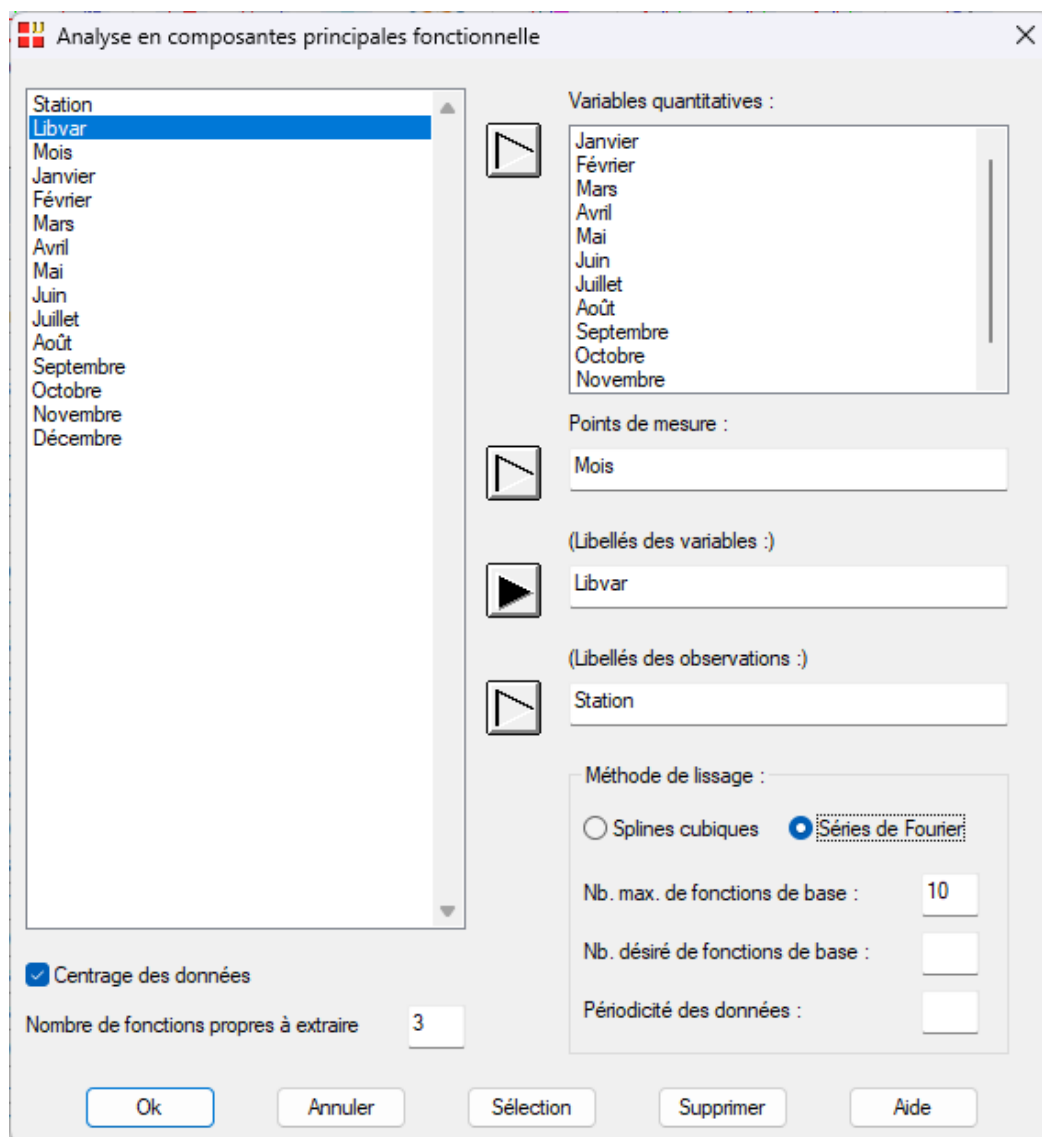 Analyse en composantes principales fonctionnelle
Station
Libvar
Mois
Janvier
Février
Mars
Avril
Mai
Juin
Juillet
Août
Septembre
Octobre
Novembre
Décembre
Variables quantitatives :
Janvier
Février
Mars
Avril
Mai
Juin
Juillet
Août
Septembre
Octobre
Novembre
Points de mesure :
Mois
(Libellés des variables :)
Libvar
(Libellés des observations :)
Station
Méthode de lissage :
Splines cubiques Séries de Fourier
Nb. max. de fonctions de base : 10
Nb. désiré de fonctions de base :
Périodicité des données :
Centrage des données
Nombre de fonctions propres à extraire 3
Ok Annuler Sélection Supprimer Aide